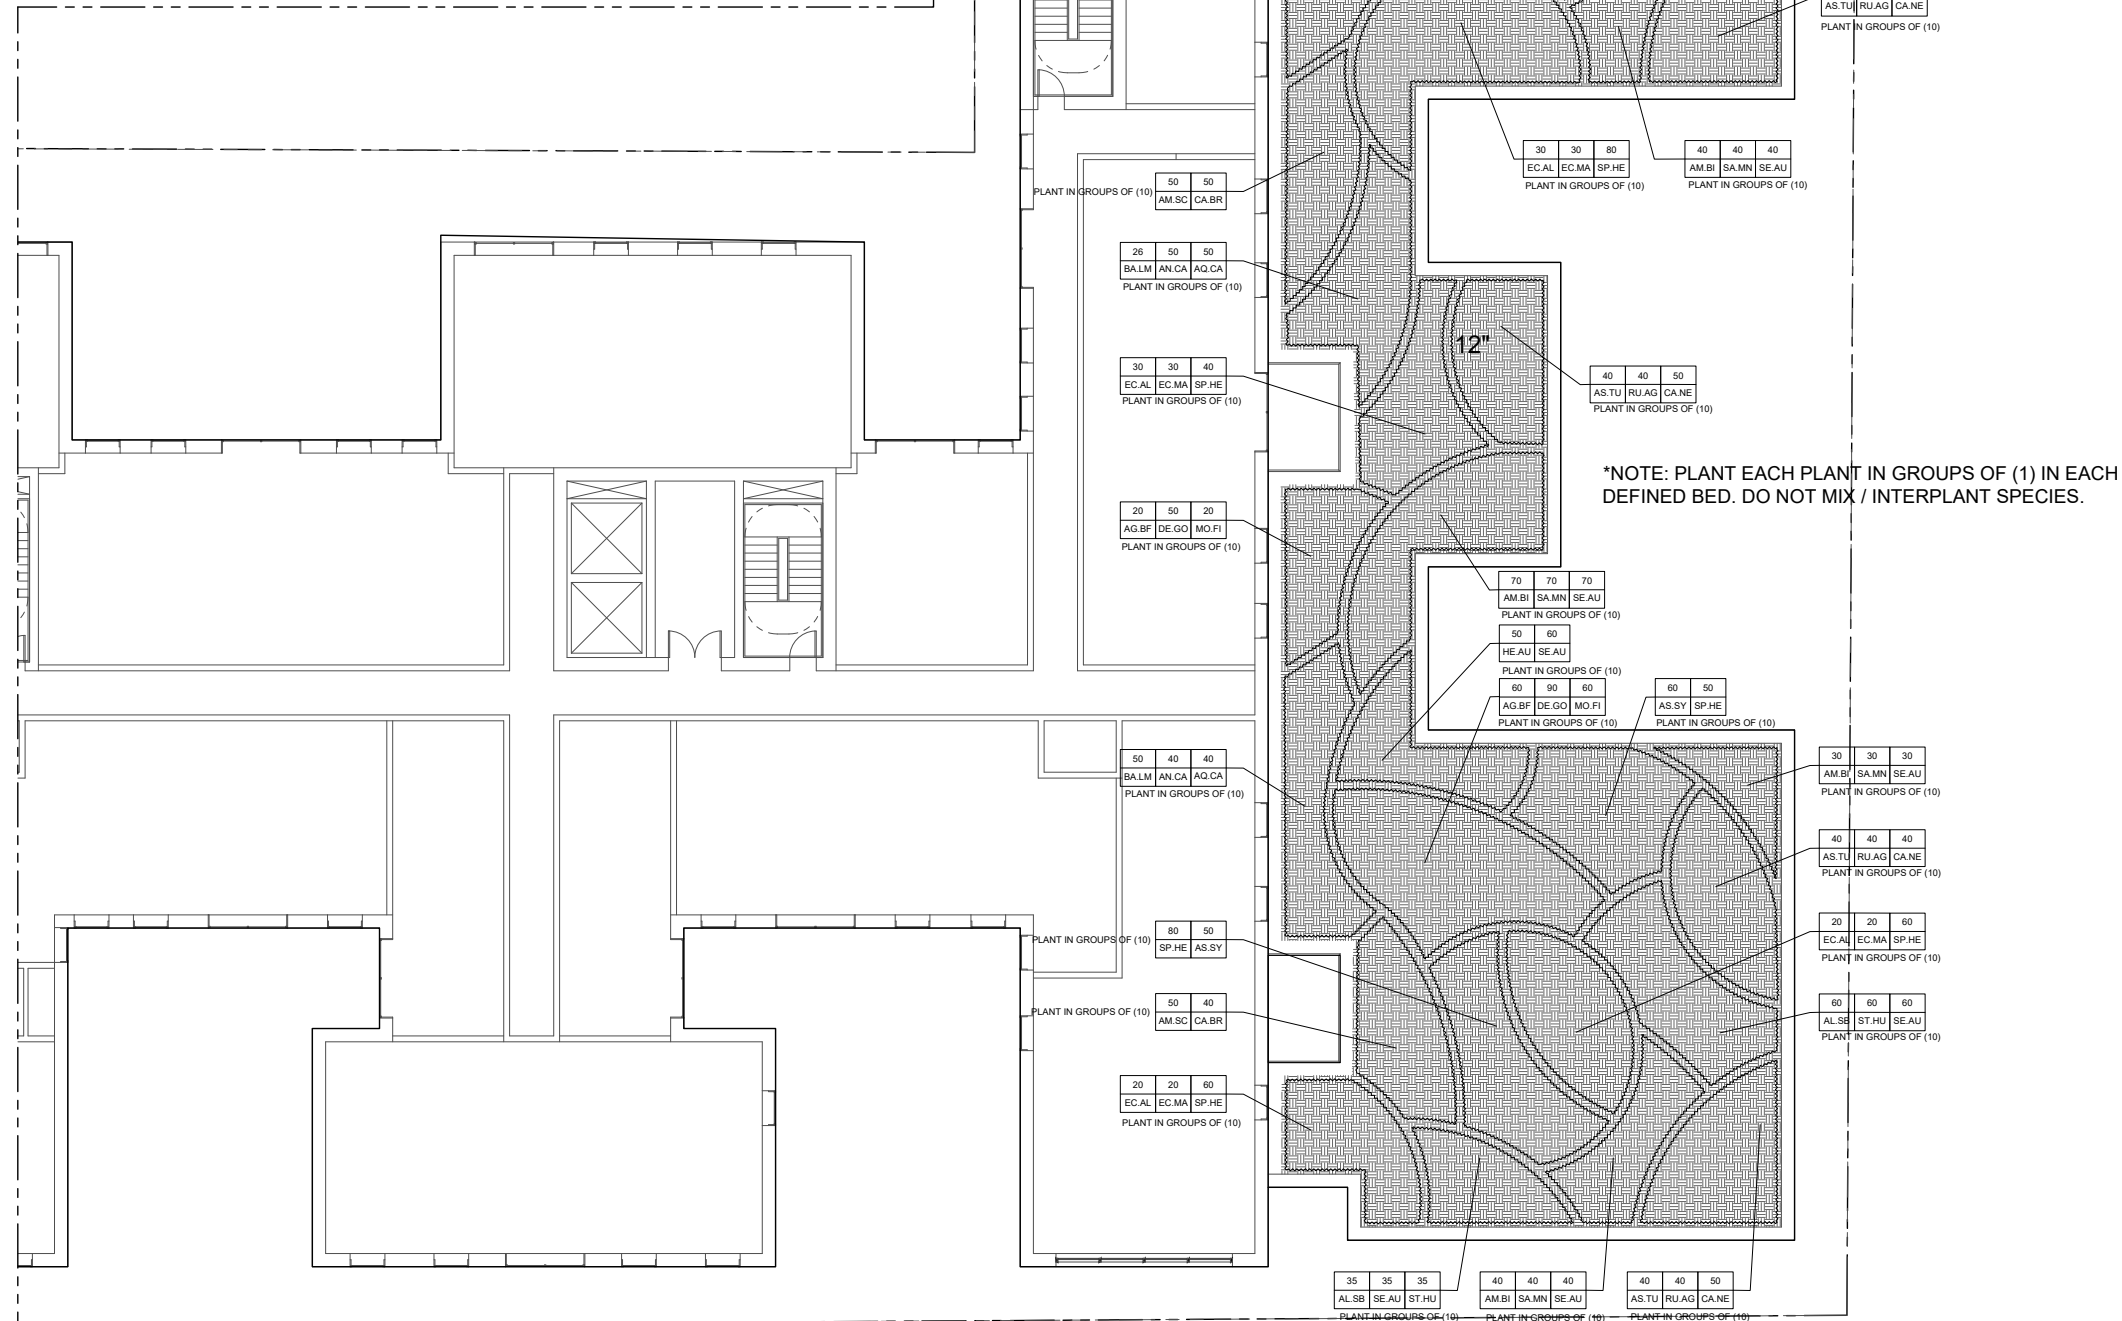 AS.TU RU.AG CA.NE
PLANT IN GROUPS OF (10)
30 30 80
EC.AL EC.MA SP.HE
PLANT IN GROUPS OF (10)
40 40 40
AM.BI SA.MN SE.AU
PLANT IN GROUPS OF (10)
PLANT IN GROUPS OF (10)
50 50
AM.SC CA.BR
26 50 50
BA.LM AN.CA AQ.CA
PLANT IN GROUPS OF (10)
12"
30 30 40
EC.AL EC.MA SP.HE
PLANT IN GROUPS OF (10)
40 40 50
AS.TU RU.AG CA.NE
PLANT IN GROUPS OF (10)
*NOTE: PLANT EACH PLANT IN GROUPS OF (1) IN EACH
DEFINED BED. DO NOT MIX / INTERPLANT SPECIES.
20 50 20
AG.BF DE.GO MO.FI
PLANT IN GROUPS OF (10)
70 70 70
AM.BI SA.MN SE.AU
PLANT IN GROUPS OF (10)
50 60
HE.AU SE.AU
PLANT IN GROUPS OF (10)
60 90 60
AG.BF DE.GO MO.FI
PLANT IN GROUPS OF (10)
60 50
AS.SY SP.HE
PLANT IN GROUPS OF (10)
50 40 40
BA.LM AN.CA AQ.CA
PLANT IN GROUPS OF (10)
30 30 30
AM.BI SA.MN SE.AU
PLANT IN GROUPS OF (10)
40 40 40
AS.TU RU.AG CA.NE
PLANT IN GROUPS OF (10)
PLANT IN GROUPS OF (10)
80 50
SP.HE AS.SY
20 20 60
EC.AL EC.MA SP.HE
PLANT IN GROUPS OF (10)
PLANT IN GROUPS OF (10)
50 40
AM.SC CA.BR
60 60 60
AL.SB ST.HU SE.AU
PLANT IN GROUPS OF (10)
20 20 60
EC.AL EC.MA SP.HE
PLANT IN GROUPS OF (10)
35 35 35
AL.SB SE.AU ST.HU
PLANT IN GROUPS OF (10)
40 40 40
AM.BI SA.MN SE.AU
PLANT IN GROUPS OF (10)
40 40 50
AS.TU RU.AG CA.NE
PLANT IN GROUPS OF (10)